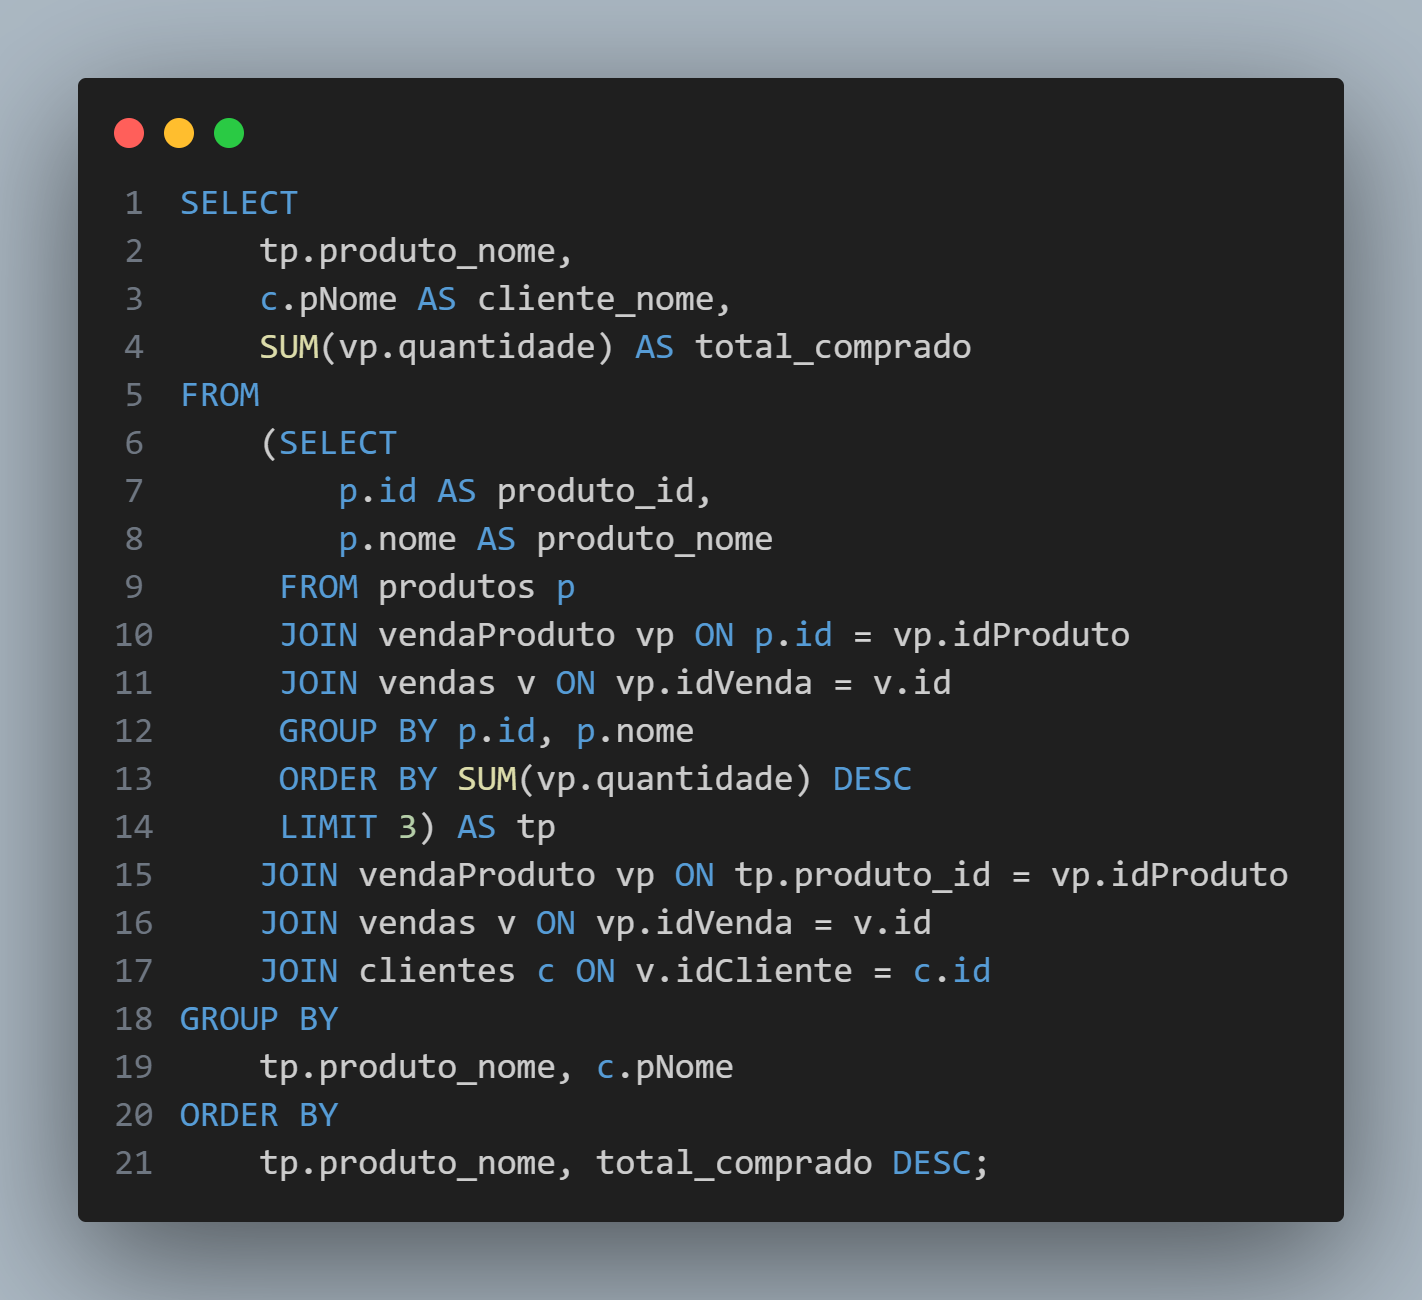 1 SELECT
2     tp.produto_nome,
3     c.pNome AS cliente_nome,
4     SUM(vp.quantidade) AS total_comprado
5 FROM
6     (SELECT
7         p.id AS produto_id,
8         p.nome AS produto_nome
9      FROM produtos p
10      JOIN vendaProduto vp ON p.id = vp.idProduto
11      JOIN vendas v ON vp.idVenda = v.id
12      GROUP BY p.id, p.nome
13      ORDER BY SUM(vp.quantidade) DESC
14      LIMIT 3) AS tp
15     JOIN vendaProduto vp ON tp.produto_id = vp.idProduto
16     JOIN vendas v ON vp.idVenda = v.id
17     JOIN clientes c ON v.idCliente = c.id
18 GROUP BY
19     tp.produto_nome, c.pNome
20 ORDER BY
21     tp.produto_nome, total_comprado DESC;